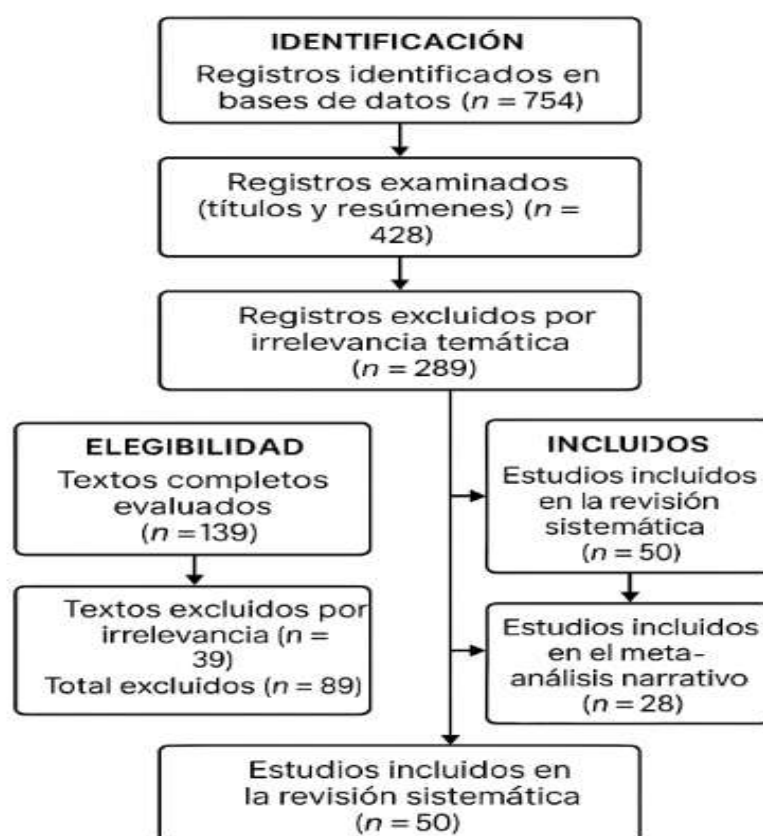 IDENTIFICACIÓN
Registros identificados en
bases de datos (n = 754)
Registros examinados
(títulos y resúmenes) (n =
428)
Registros excluidos por
irrelevancia temática
(n = 289)
ELEGIBILIDAD
Textos completos
evaluados
(n = 139)
Textos excluidos por
irrelevancia (n =
39)
Total excluidos (n = 89)
INCLUIDOS
Estudios incluidos
en la revisión
sistemática
(n = 50)
Estudios incluidos
en el meta-
análisis narrativo
(n = 28)
Estudios incluidos en
la revisión sistemática
(n = 50)